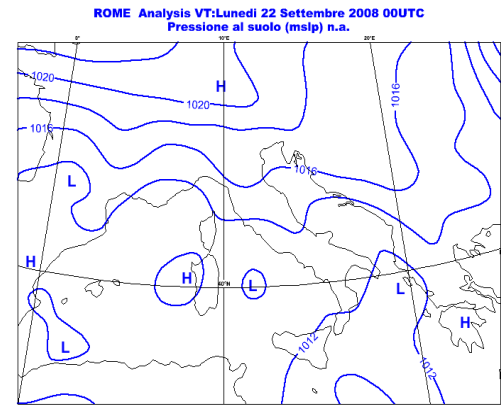 ROME Analysis VT:Lunedi 22 Settembre 2008 00UTC
Pressione al suolo (mslp) n.a.
0° 10°E 20°E
1020
H
1020
1016
1016
1016
L
H
H
40°N
L
L
L
H
1012
1012